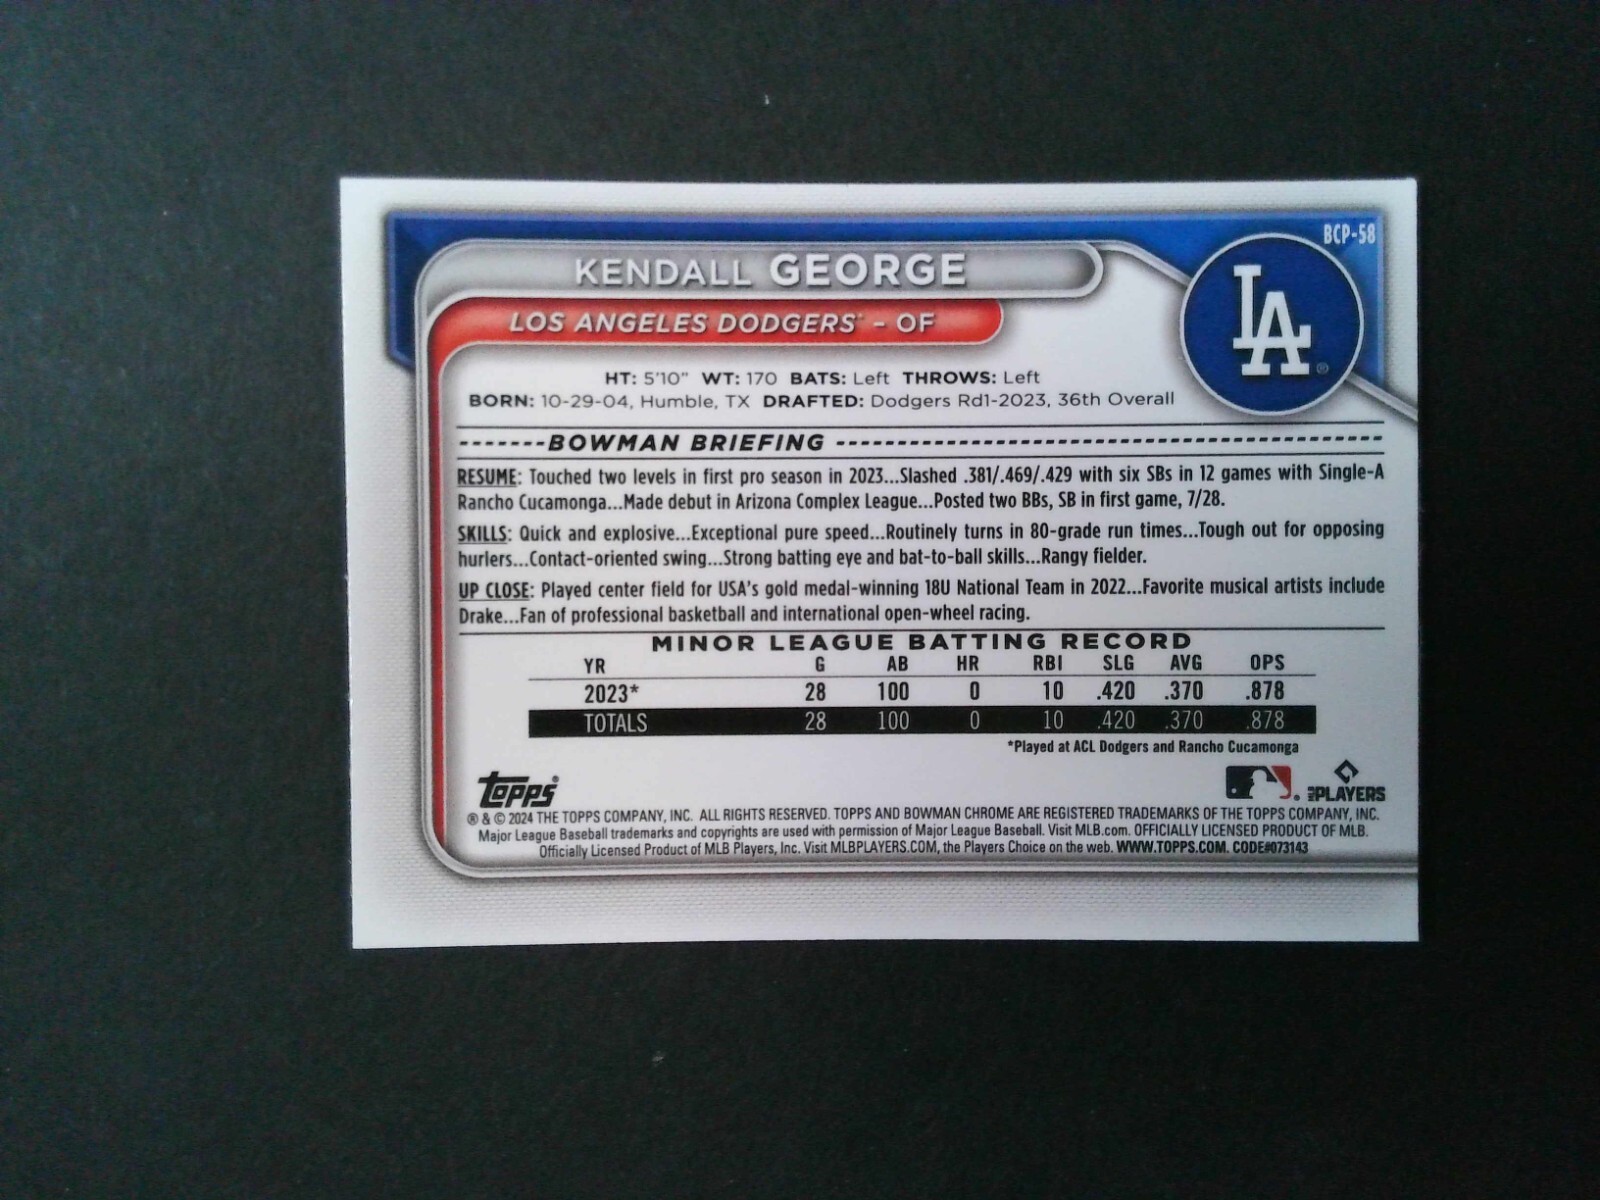 BCP-58
KENDALL GEORGE
LA®
LOS ANGELES DODGERS - OF
HT: 5'10" WT: 170 BATS: Left THROWS: Left
BORN: 10-29-04, Humble, TX DRAFTED: Dodgers Rd1-2023, 36th Overall
BOWMAN BRIEFING
RESUME: Touched two levels in first pro season in 2023...Slashed .381/.469/.429 with six SBs in 12 games with Single-A
Rancho Cucamonga...Made debut in Arizona Complex League...Posted two BBs, SB in first game, 7/28.
SKILLS: Quick and explosive...Exceptional pure speed...Routinely turns in 80-grade run times...Tough out for opposing
hurlers...Contact-oriented swing...Strong batting eye and bat-to-ball skills...Rangy fielder.
UP CLOSE: Played center field for USA's gold medal-winning 18U National Team in 2022...Favorite musical artists include
Drake...Fan of professional basketball and international open-wheel racing.
MINOR LEAGUE BATTING RECORD
YR G AB HR RBI SLG AVG OPS
2023* 28 100 0 10 .420 .370 .878
TOTALS 28 100 0 10 .420 .370 .878
*Played at ACL Dodgers and Rancho Cucamonga
Topps® MLB PLAYERS
® & © 2024 THE TOPPS COMPANY, INC. ALL RIGHTS RESERVED. TOPPS AND BOWMAN CHROME ARE REGISTERED TRADEMARKS OF THE TOPPS COMPANY, INC.
Major League Baseball trademarks and copyrights are used with permission of Major League Baseball. Visit MLB.com. OFFICIALLY LICENSED PRODUCT OF MLB.
Officially Licensed Product of MLB Players, Inc. Visit MLBPLAYERS.COM, the Players Choice on the web. WWW.TOPPS.COM. CODE#073143